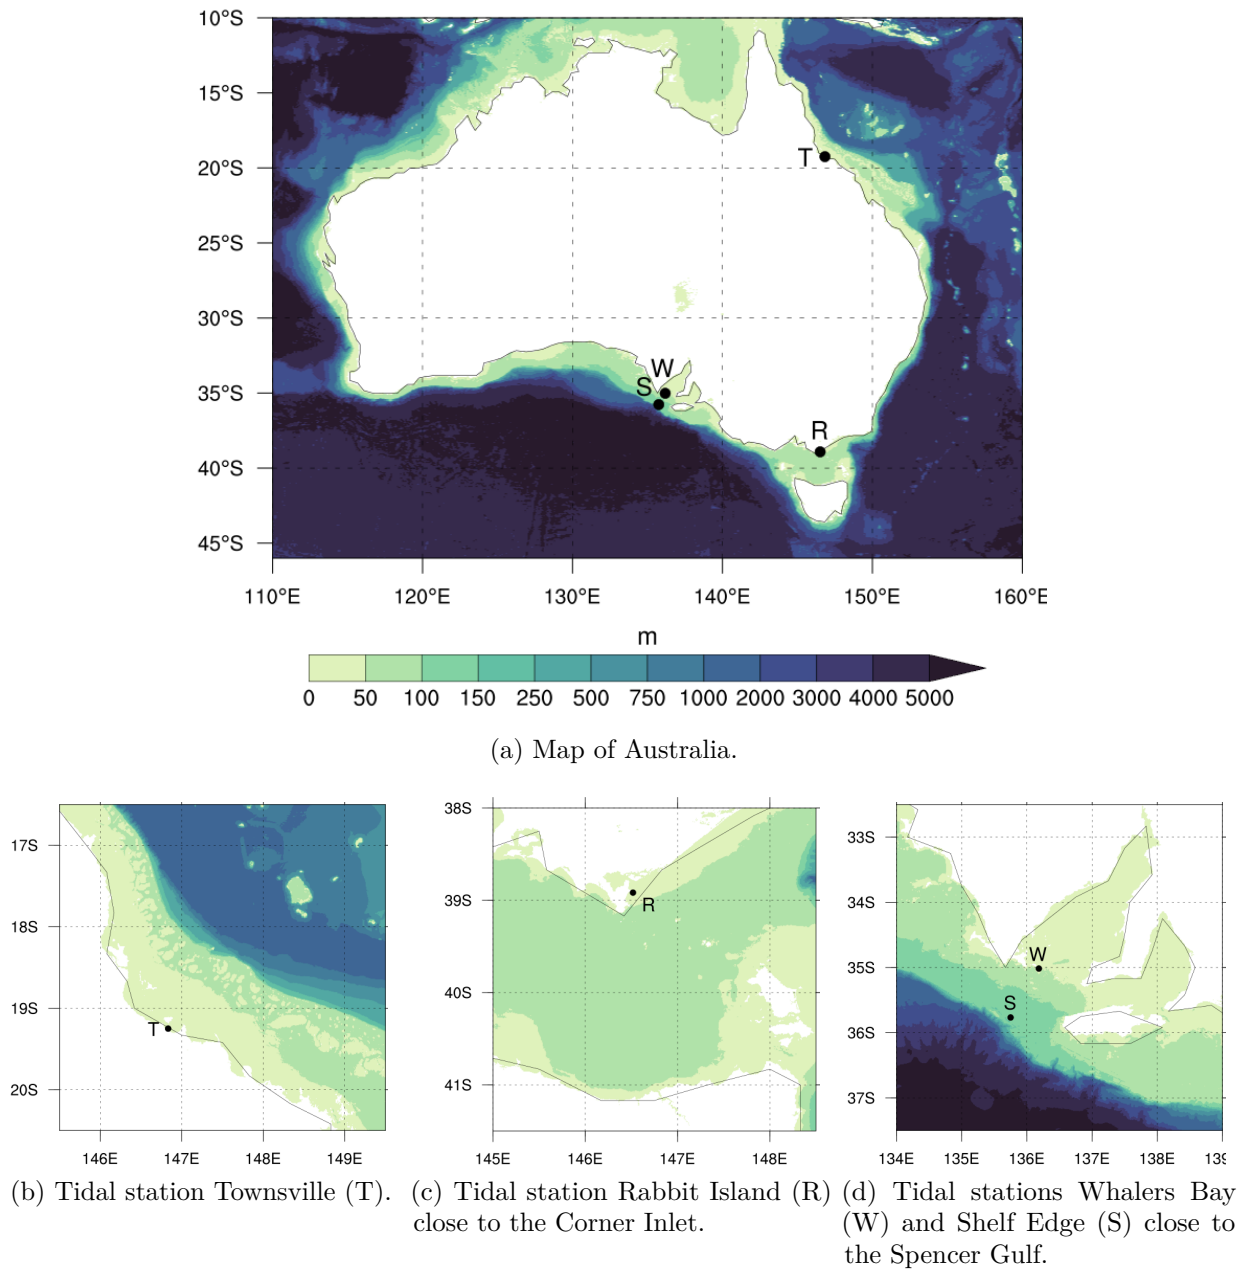 10°S
15°S
20°S
25°S
30°S
35°S
40°S
45°S
T
W
S
R
110°E 120°E 130°E 140°E 150°E 160°E
m
0 50 100 150 250 500 750 1000 2000 3000 4000 5000
(a) Map of Australia.
17S
18S
19S
20S
T
146E 147E 148E 149E
(b) Tidal station Townsville (T).
38S
39S
40S
41S
R
145E 146E 147E 148E
(c) Tidal station Rabbit Island (R)
close to the Corner Inlet.
33S
34S
35S
36S
37S
W
S
134E 135E 136E 137E 138E 139
(d) Tidal stations Whalers Bay
(W) and Shelf Edge (S) close to
the Spencer Gulf.